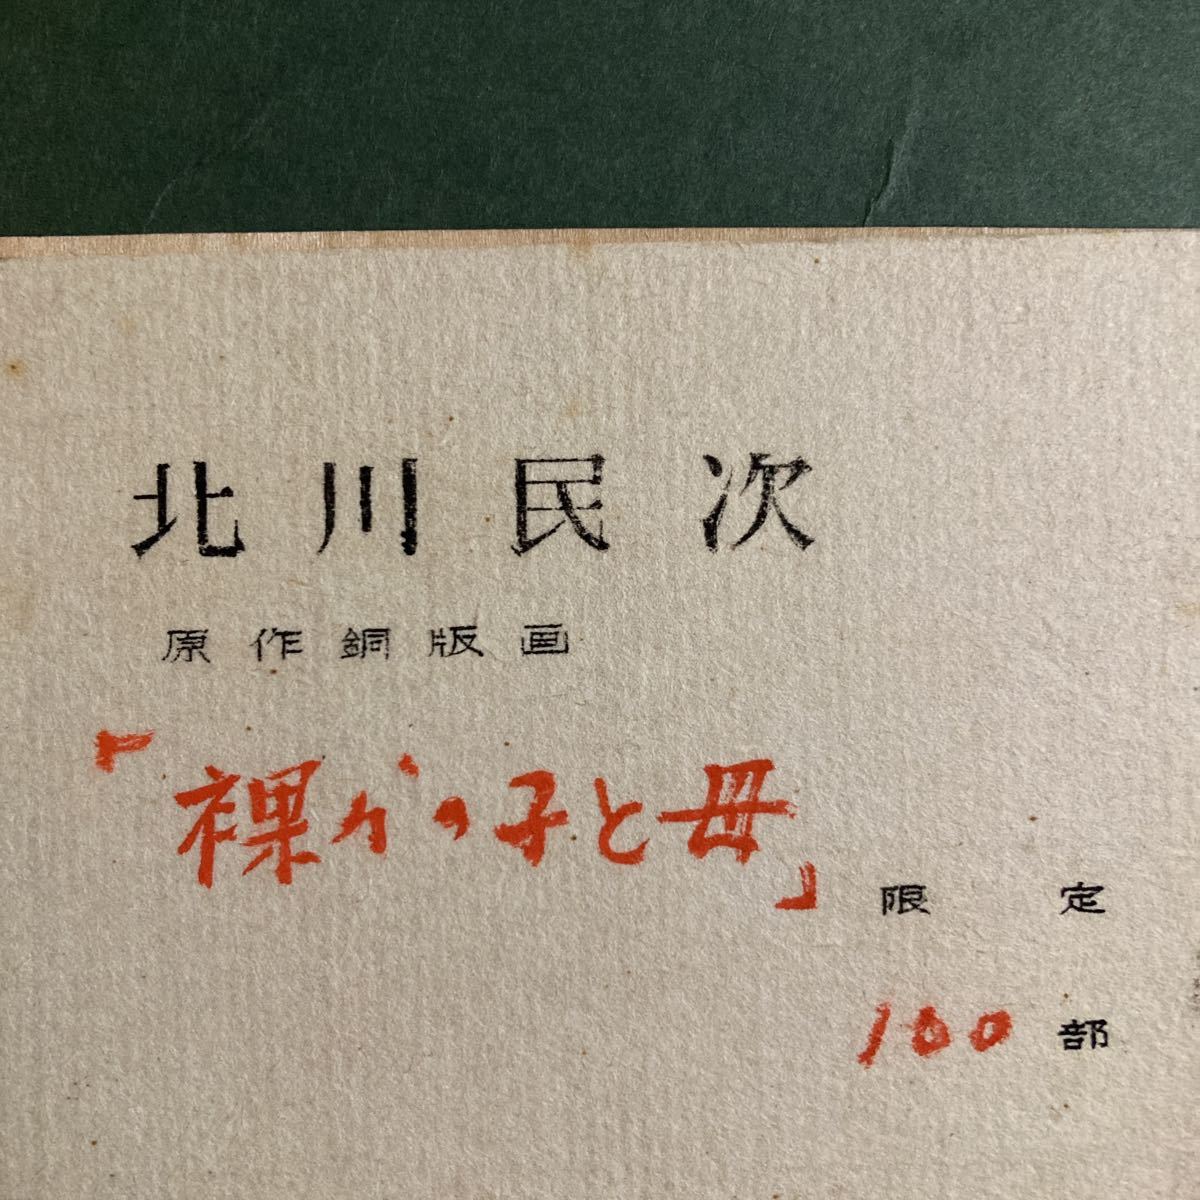 北川民次
原作銅版画
「裸がの子と母」
限定
100部